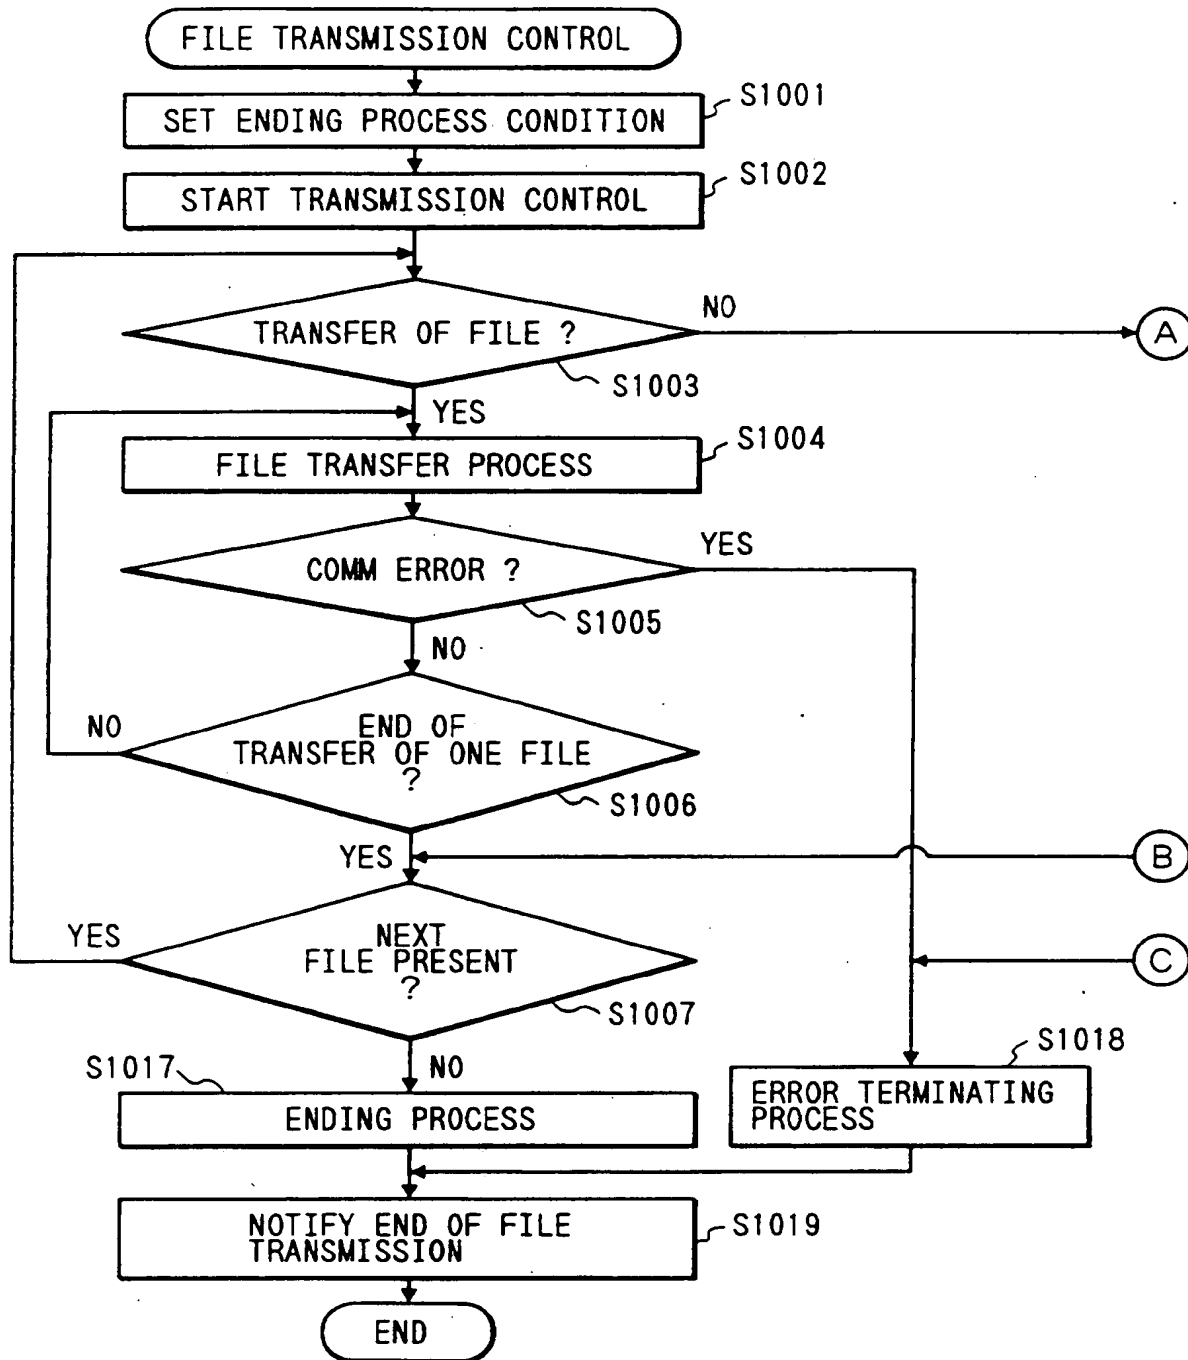 FILE TRANSMISSION CONTROL
S1001
SET ENDING PROCESS CONDITION
S1002
START TRANSMISSION CONTROL
NO
TRANSFER OF FILE ?
A
S1003
YES
S1004
FILE TRANSFER PROCESS
YES
COMM ERROR ?
S1005
NO
NO
END OF
TRANSFER OF ONE FILE
?
S1006
YES
B
YES
NEXT
FILE PRESENT
?
C
S1007
S1018
S1017
NO
ERROR TERMINATING
PROCESS
ENDING PROCESS
NOTIFY END OF FILE
TRANSMISSION
S1019
END